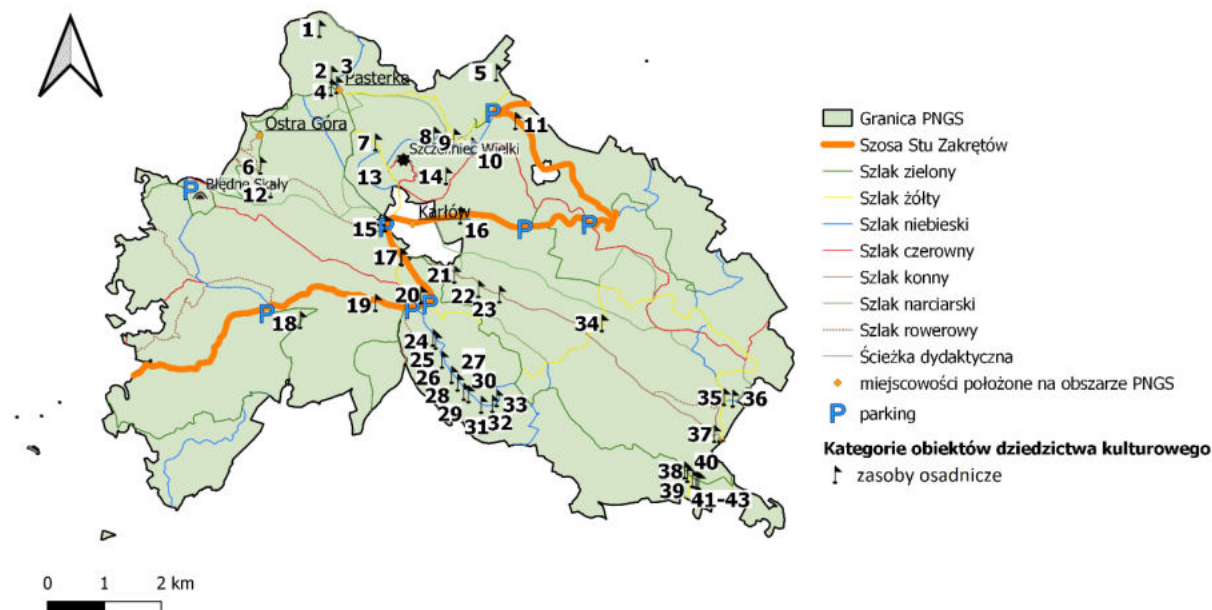 1
2
3
4
Pasterka
5
P
11
Ostra Góra
7
8
9
Szczeliniec Wielki
10
6
13
14
P
Błędne Skały
12
15
P
Karłów
16
P
P
17
21
20
22
23
P
P
19
P
18
34
24
25
26
27
28
30
29
33
31
32
35
36
37
38
40
39
41-43
Granica PNGS
Szosa Stu Zakrętów
Szlak zielony
Szlak żółty
Szlak niebieski
Szlak czerowny
Szlak konny
Szlak narciarski
Szlak rowerowy
Ścieżka dydaktyczna
miejscowości położone na obszarze PNGS
P parking
Kategorie obiektów dziedzictwa kulturowego
zasoby osadnicze
0 1 2 km